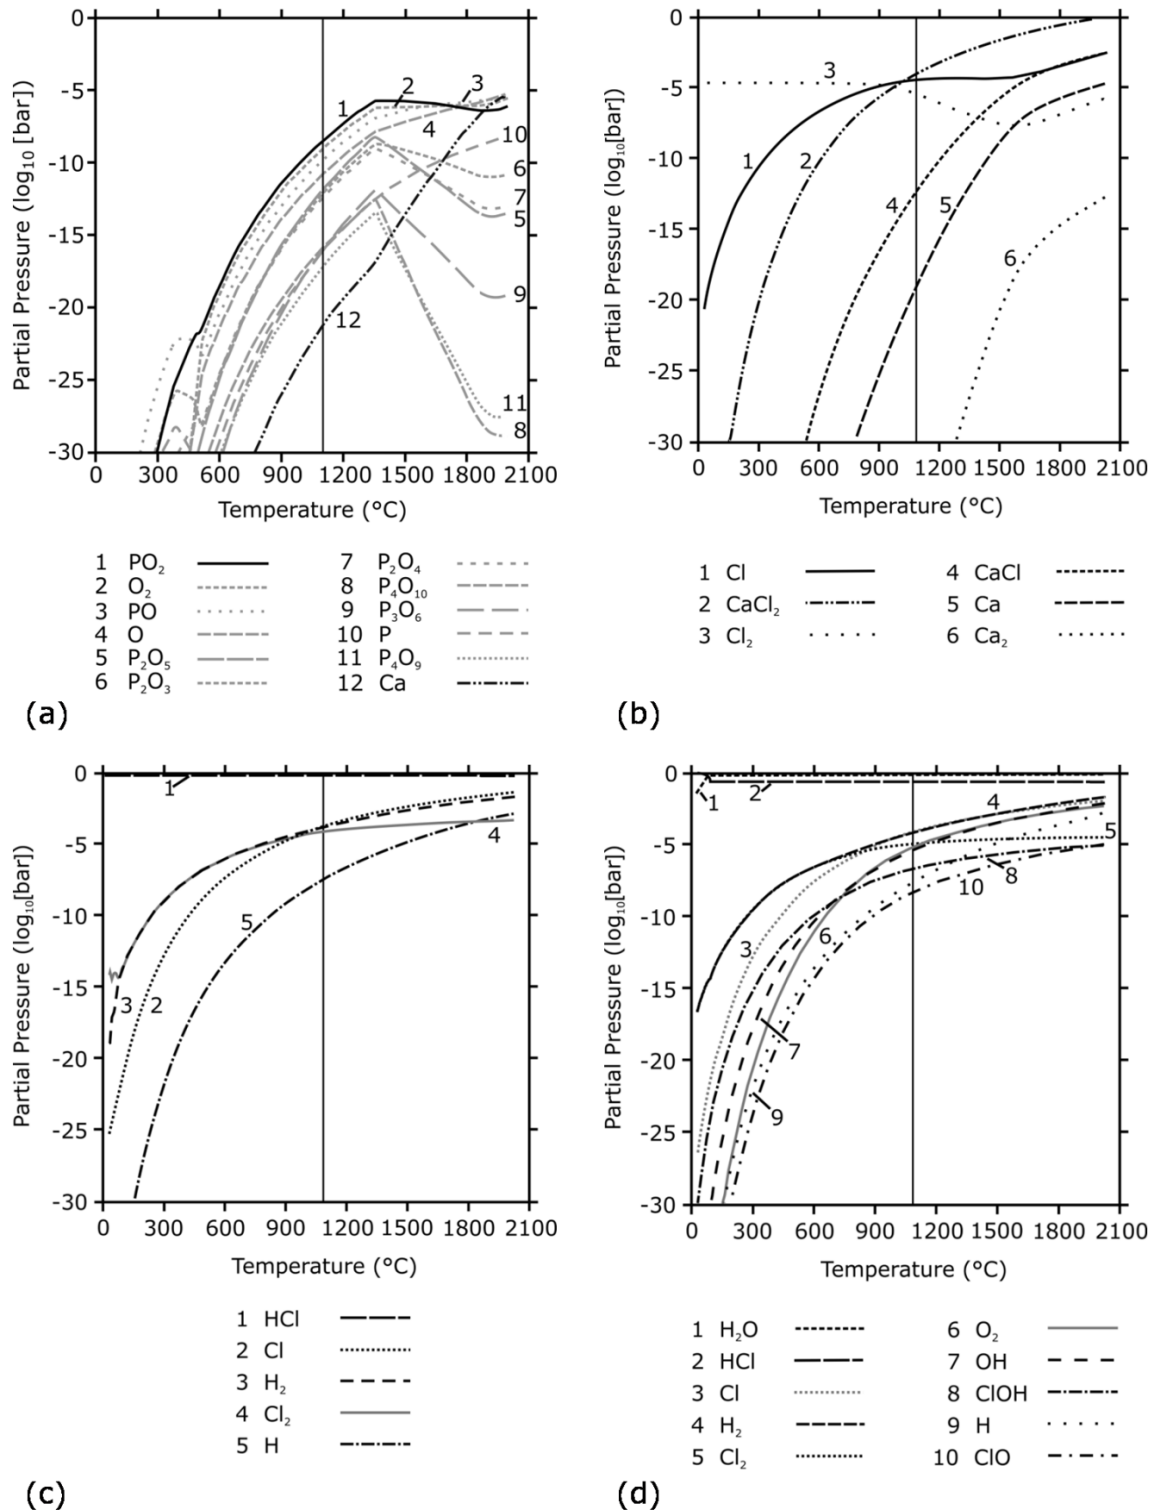 0
-5
-10
-15
-20
-25
-30
Partial Pressure (log₁₀ [bar])
1
2
3
4
10
6
7
5
9
12
11
8
0 300 600 900 1200 1500 1800 2100
Temperature (°C)
1 PO₂
2 O₂
3 PO
4 O
5 P₂O₅
6 P₂O₃
7 P₂O₄
8 P₄O₁₀
9 P₃O₆
10 P
11 P₄O₉
12 Ca
(a)
0
-5
-10
-15
-20
-25
-30
Partial Pressure (log₁₀[bar])
3
1
2
4
5
6
0 300 600 900 1200 1500 1800 2100
Temperature (°C)
1 Cl
2 CaCl₂
3 Cl₂
4 CaCl
5 Ca
6 Ca₂
(b)
0
-5
-10
-15
-20
-25
-30
Partial Pressure (log₁₀[bar])
1
4
5
3
2
0 300 600 900 1200 1500 1800 2100
Temperature (°C)
1 HCl
2 Cl
3 H₂
4 Cl₂
5 H
(c)
0
-5
-10
-15
-20
-25
-30
Partial Pressure (log₁₀[bar])
1
2
4
5
8
10
3
6
7
9
0 300 600 900 1200 1500 1800 2100
Temperature (°C)
1 H₂O
2 HCl
3 Cl
4 H₂
5 Cl₂
6 O₂
7 OH
8 ClOH
9 H
10 ClO
(d)